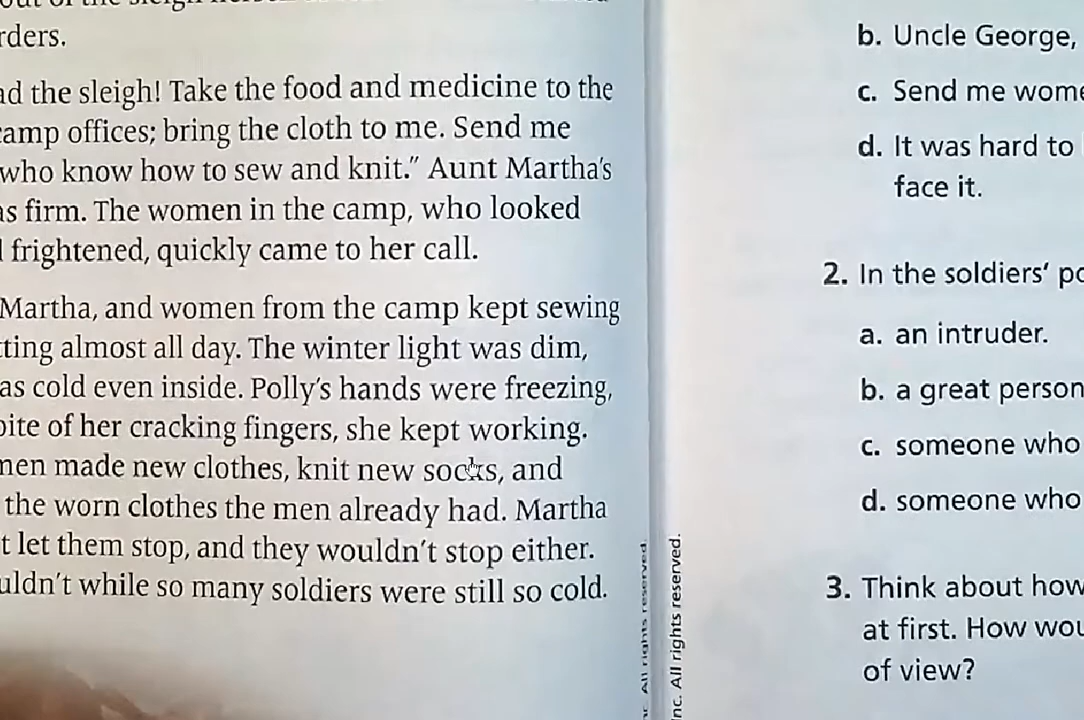 rders.
ad the sleigh! Take the food and medicine to the
camp offices; bring the cloth to me. Send me
who know how to sew and knit.” Aunt Martha’s
as firm. The women in the camp, who looked
frightened, quickly came to her call.
Martha, and women from the camp kept sewing
tting almost all day. The winter light was dim,
as cold even inside. Polly’s hands were freezing,
pite of her cracking fingers, she kept working.
men made new clothes, knit new socks, and
the worn clothes the men already had. Martha
t let them stop, and they wouldn’t stop either.
uldn’t while so many soldiers were still so cold.
nc. All rights reserved.
nc. All rights reserved.
b. Uncle George,
c. Send me wome
d. It was hard to
face it.
2. In the soldiers’ po
a. an intruder.
b. a great person
c. someone who
d. someone who
3. Think about how
at first. How wou
of view?